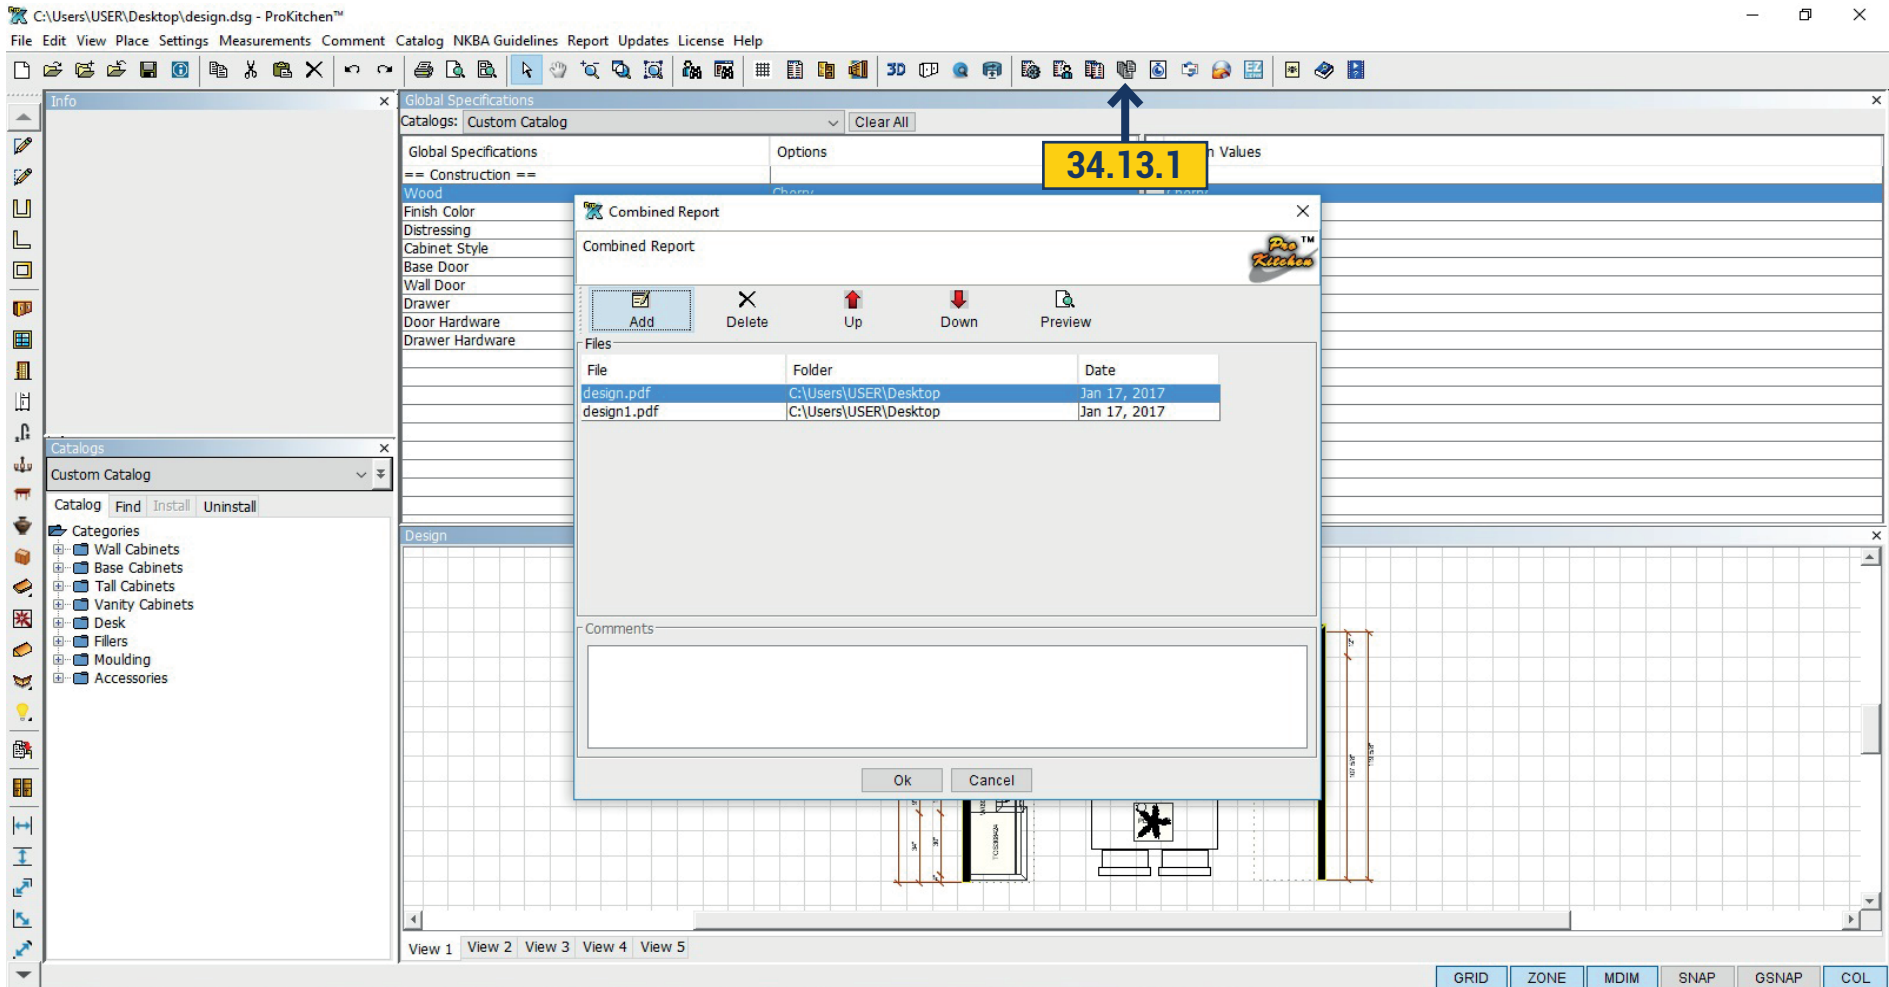 C:\Users\USER\Desktop\design.dsg - ProKitchen™
File Edit View Place Settings Measurements Comment Catalog NKBA Guidelines Report Updates License Help
3D
EZ
Info
Global Specifications
Catalogs: Custom Catalog Clear All
Global Specifications Options n Values
34.13.1
== Construction ==
Wood Cherry
Finish Color
Distressing
Cabinet Style
Base Door
Wall Door
Drawer
Door Hardware
Drawer Hardware
Combined Report
Combined Report
Pro Kitchen ™
Add Delete Up Down Preview
Files
File Folder Date
design.pdf C:\Users\USER\Desktop Jan 17, 2017
design1.pdf C:\Users\USER\Desktop Jan 17, 2017
Comments
Ok Cancel
Catalogs
Custom Catalog
Catalog Find Install Uninstall
Categories
Wall Cabinets
Base Cabinets
Tall Cabinets
Vanity Cabinets
Desk
Fillers
Moulding
Accessories
Design
View 1 View 2 View 3 View 4 View 5
GRID ZONE MDIM SNAP GSNAP COL